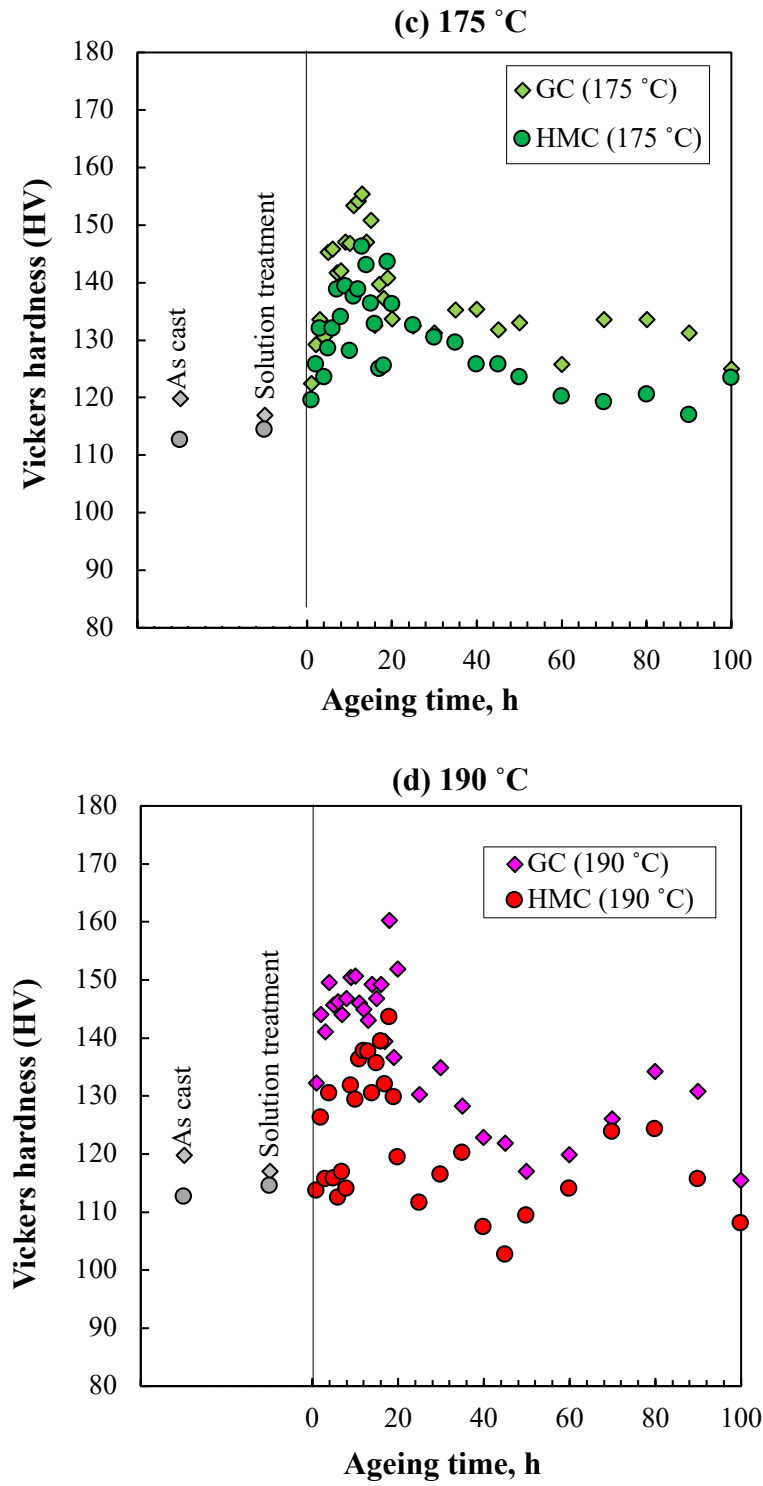 (c) 175 ˚C
180
170
160
150
140
130
120
110
100
90
80
Vickers hardness (HV)
GC (175 ˚C)
HMC (175 ˚C)
As cast
Solution treatment
0 20 40 60 80 100
Ageing time, h
(d) 190 ˚C
180
170
160
150
140
130
120
110
100
90
80
Vickers hardness (HV)
GC (190 ˚C)
HMC (190 ˚C)
As cast
Solution treatment
0 20 40 60 80 100
Ageing time, h